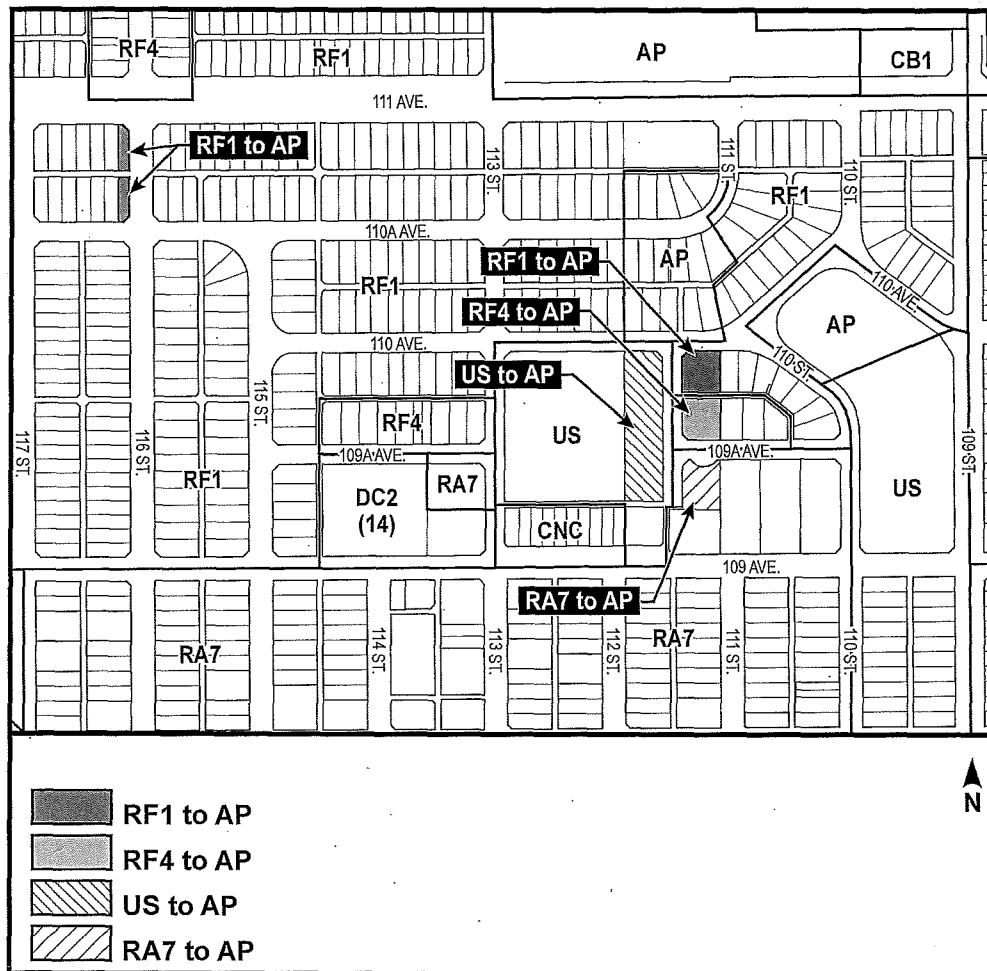 RF4
RF1
AP
CB1
111 AVE.
RF1 to AP
113 ST.
111 ST.
110 ST.
RF1
110A AVE.
RF1 to AP
AP
110 AVE.
RF1
RF4 to AP
AP
110 AVE.
110 ST.
US to AP
115 ST.
RF4
US
109A AVE.
109A AVE.
117 ST.
116 ST.
RF1
RA7
DC2
(14)
109 ST.
US
CNC
109 AVE.
RA7 to AP
RA7
114 ST.
113 ST.
112 ST.
RA7
111 ST.
110 ST.
N
RF1 to AP
RF4 to AP
US to AP
RA7 to AP